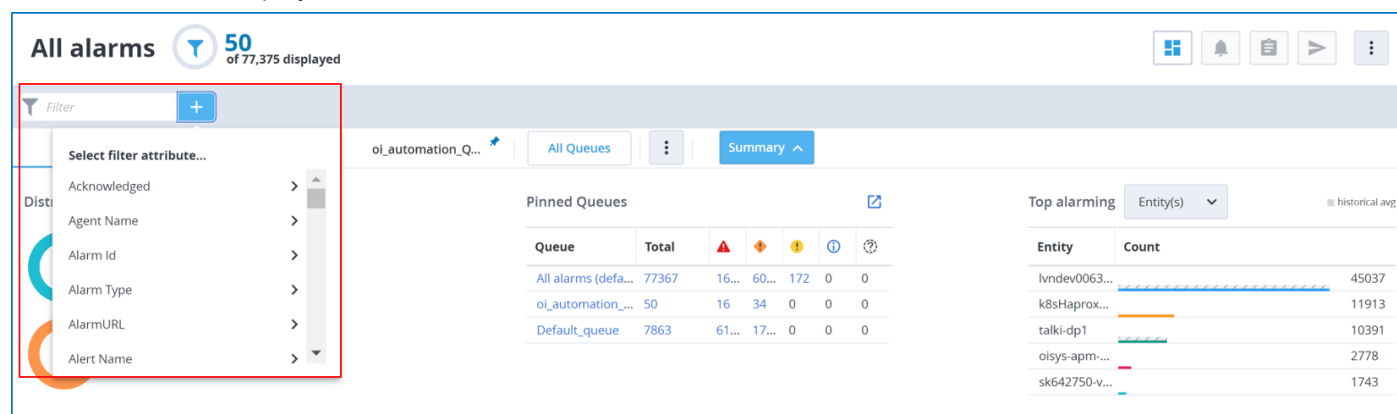 All alarms
50
of 77,375 displayed
Filter
+
Select filter attribute...
Acknowledged
Agent Name
Alarm Id
Alarm Type
AlarmURL
Alert Name
oi_automation_Q...
All Queues
Summary
Dist
Pinned Queues
Queue Total
All alarms (defa... 77367 16... 60... 172 0 0
oi_automation_... 50 16 34 0 0 0
Default_queue 7863 61... 17... 0 0 0
Top alarming Entity(s) historical avg
Entity Count
lvndev0063... 45037
k8sHaprox... 11913
talki-dp1 10391
oisys-apm-... 2778
sk642750-v... 1743